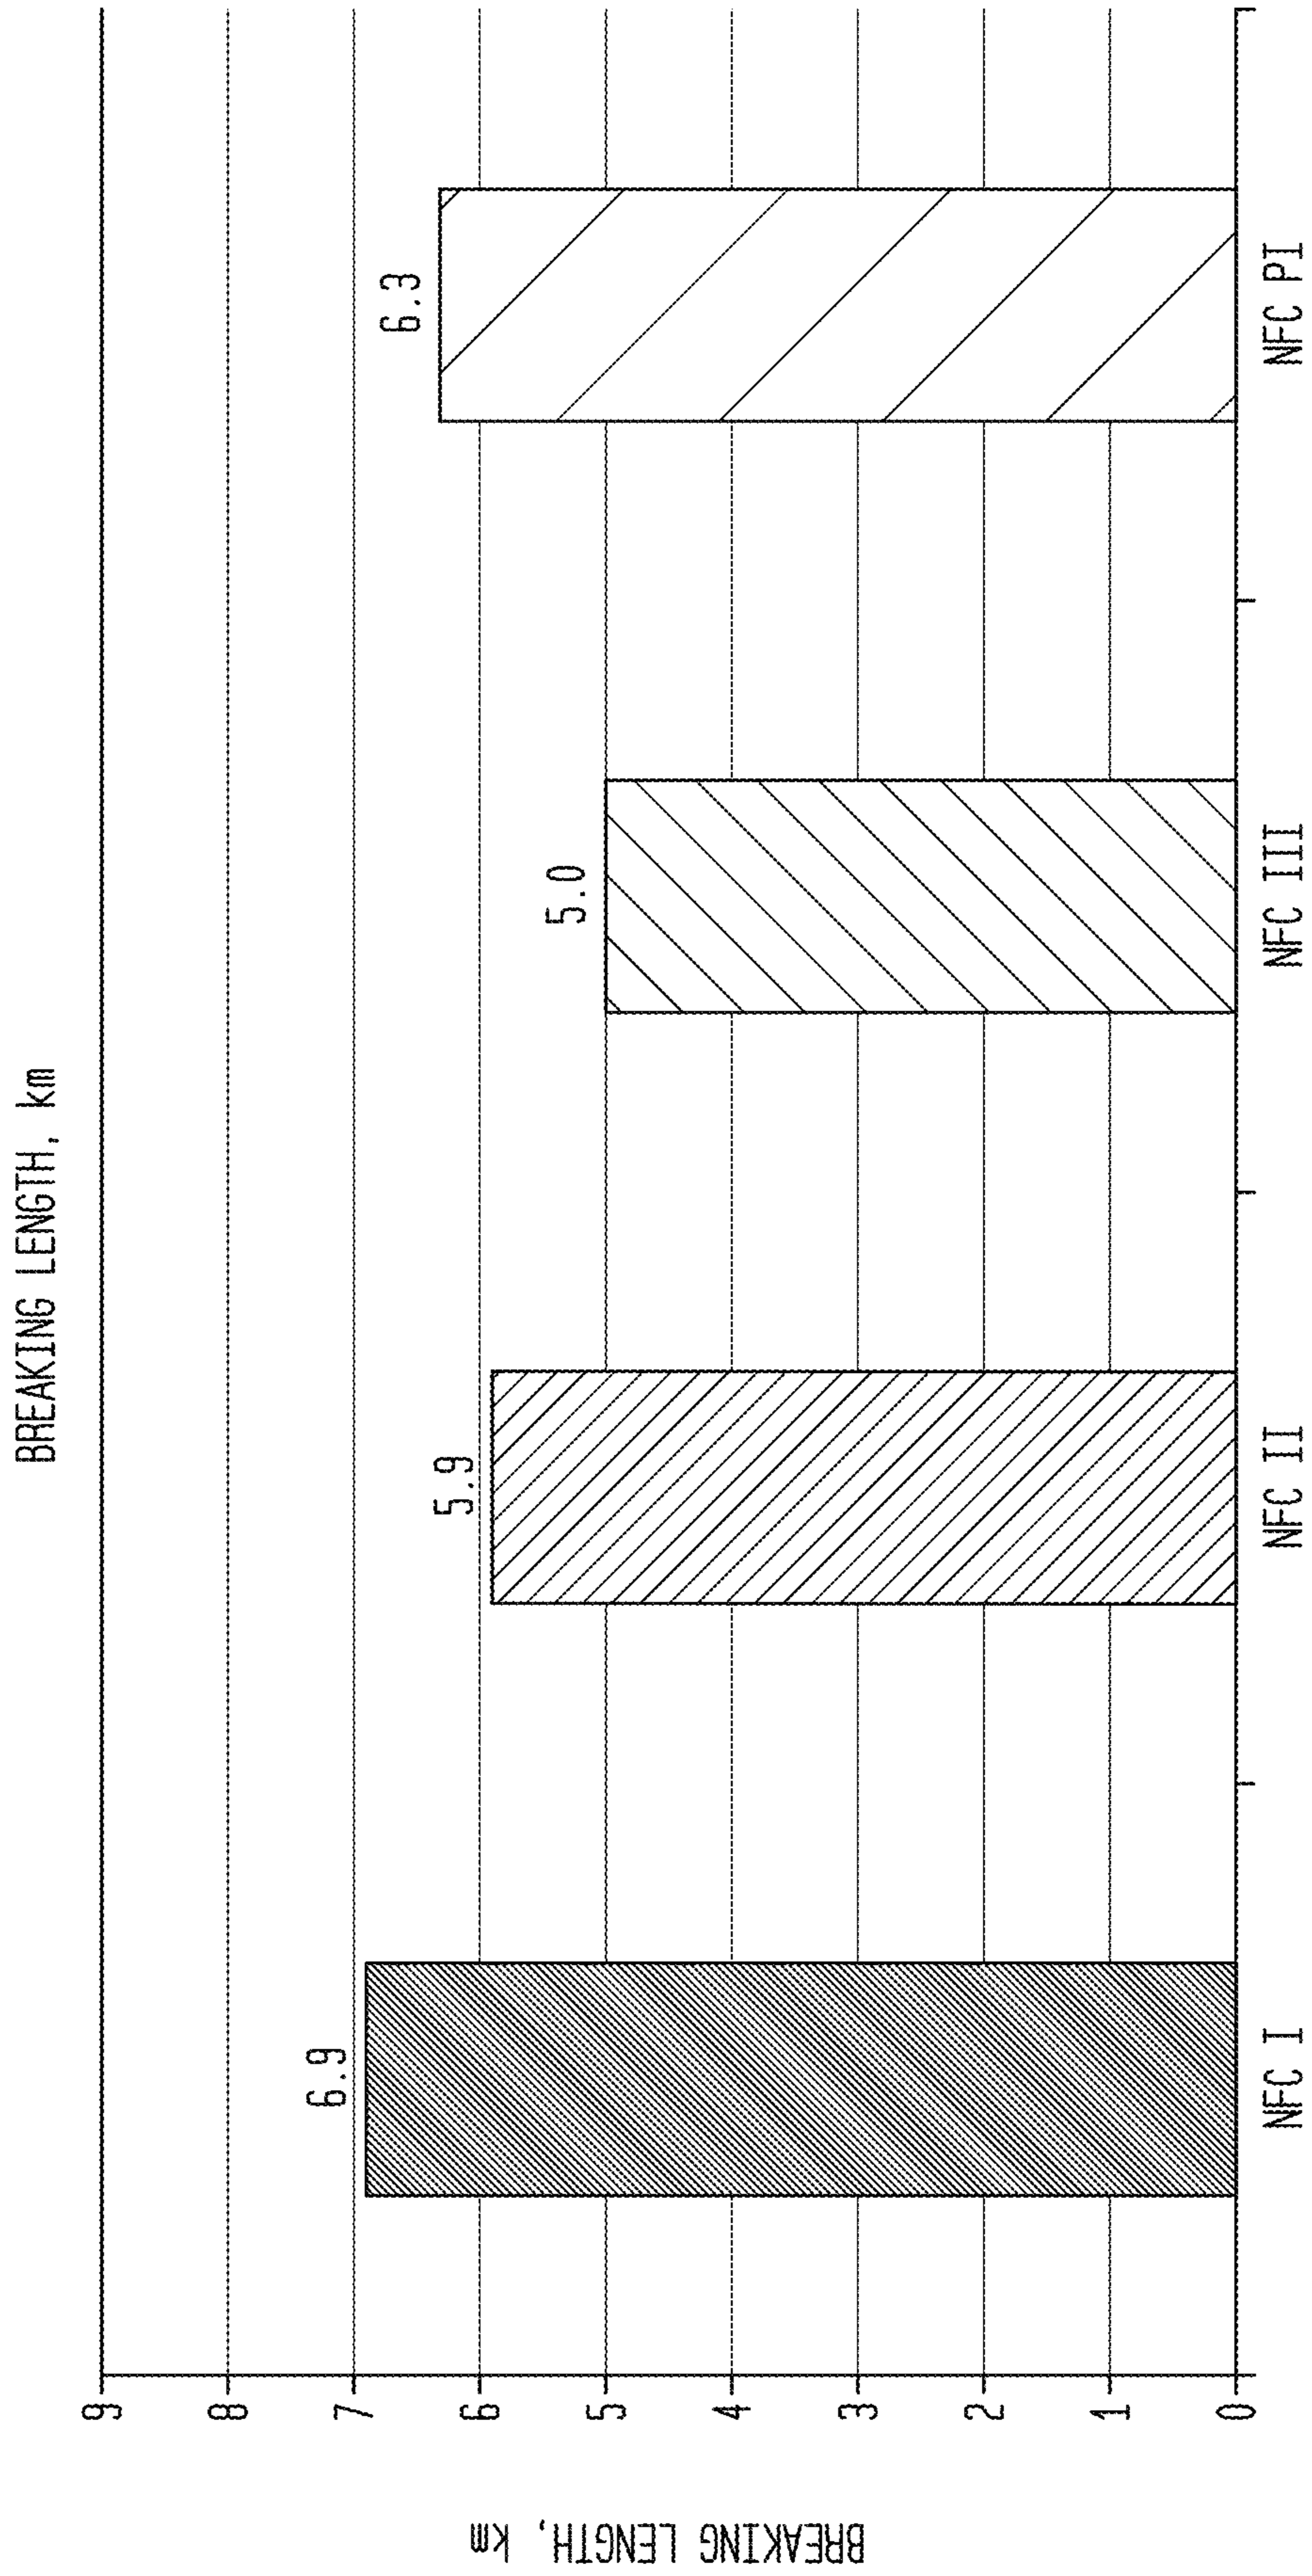 BREAKING LENGTH, km
BREAKING LENGTH, km
9
8
7
6
5
4
3
2
1
0
6.9
5.9
5.0
6.3
NFC I
NFC II
NFC III
NFC PI